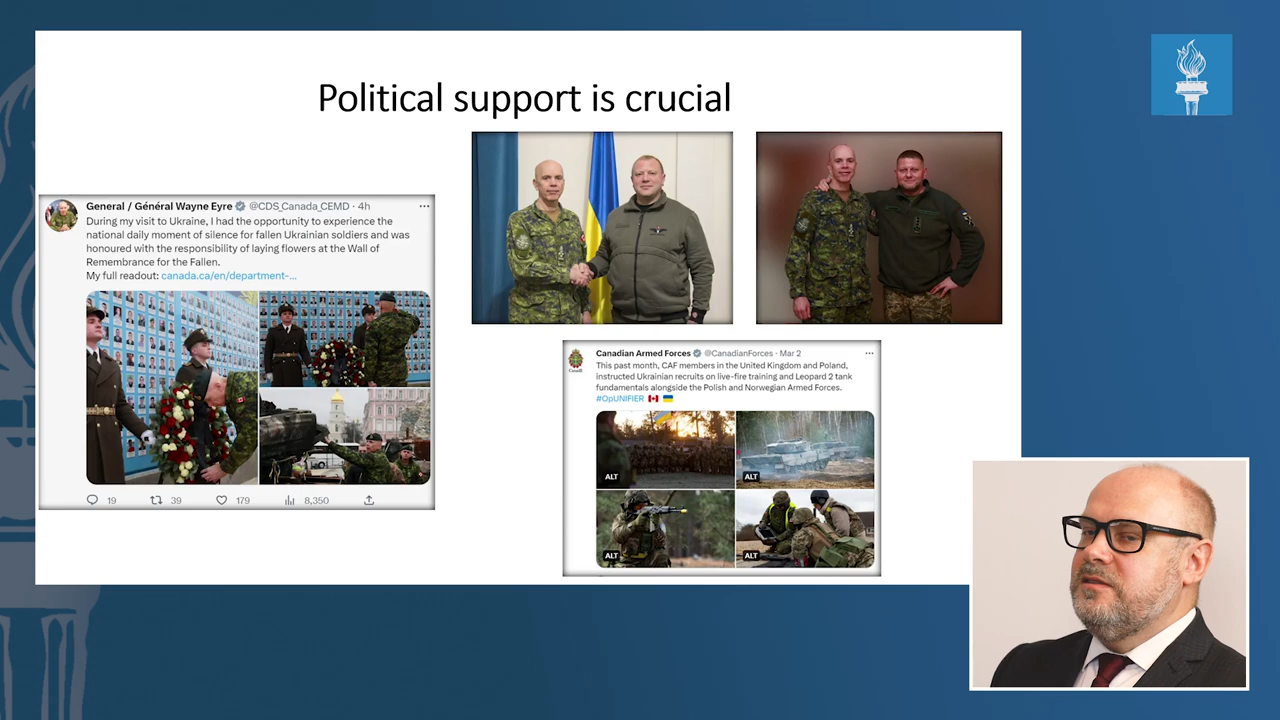 Political support is crucial
General / Général Wayne Eyre @CDS_Canada_CEMD · 4h
During my visit to Ukraine, I had the opportunity to experience the
national daily moment of silence for fallen Ukrainian soldiers and was
honoured with the responsibility of laying flowers at the Wall of
Remembrance for the Fallen.
My full readout: canada.ca/en/department-...
19 39 179 8,350
Canadian Armed Forces @CanadianForces · Mar 2
This past month, CAF members in the United Kingdom and Poland,
instructed Ukrainian recruits on live-fire training and Leopard 2 tank
fundamentals alongside the Polish and Norwegian Armed Forces.
#OpUNIFIER
ALT ALT
ALT ALT